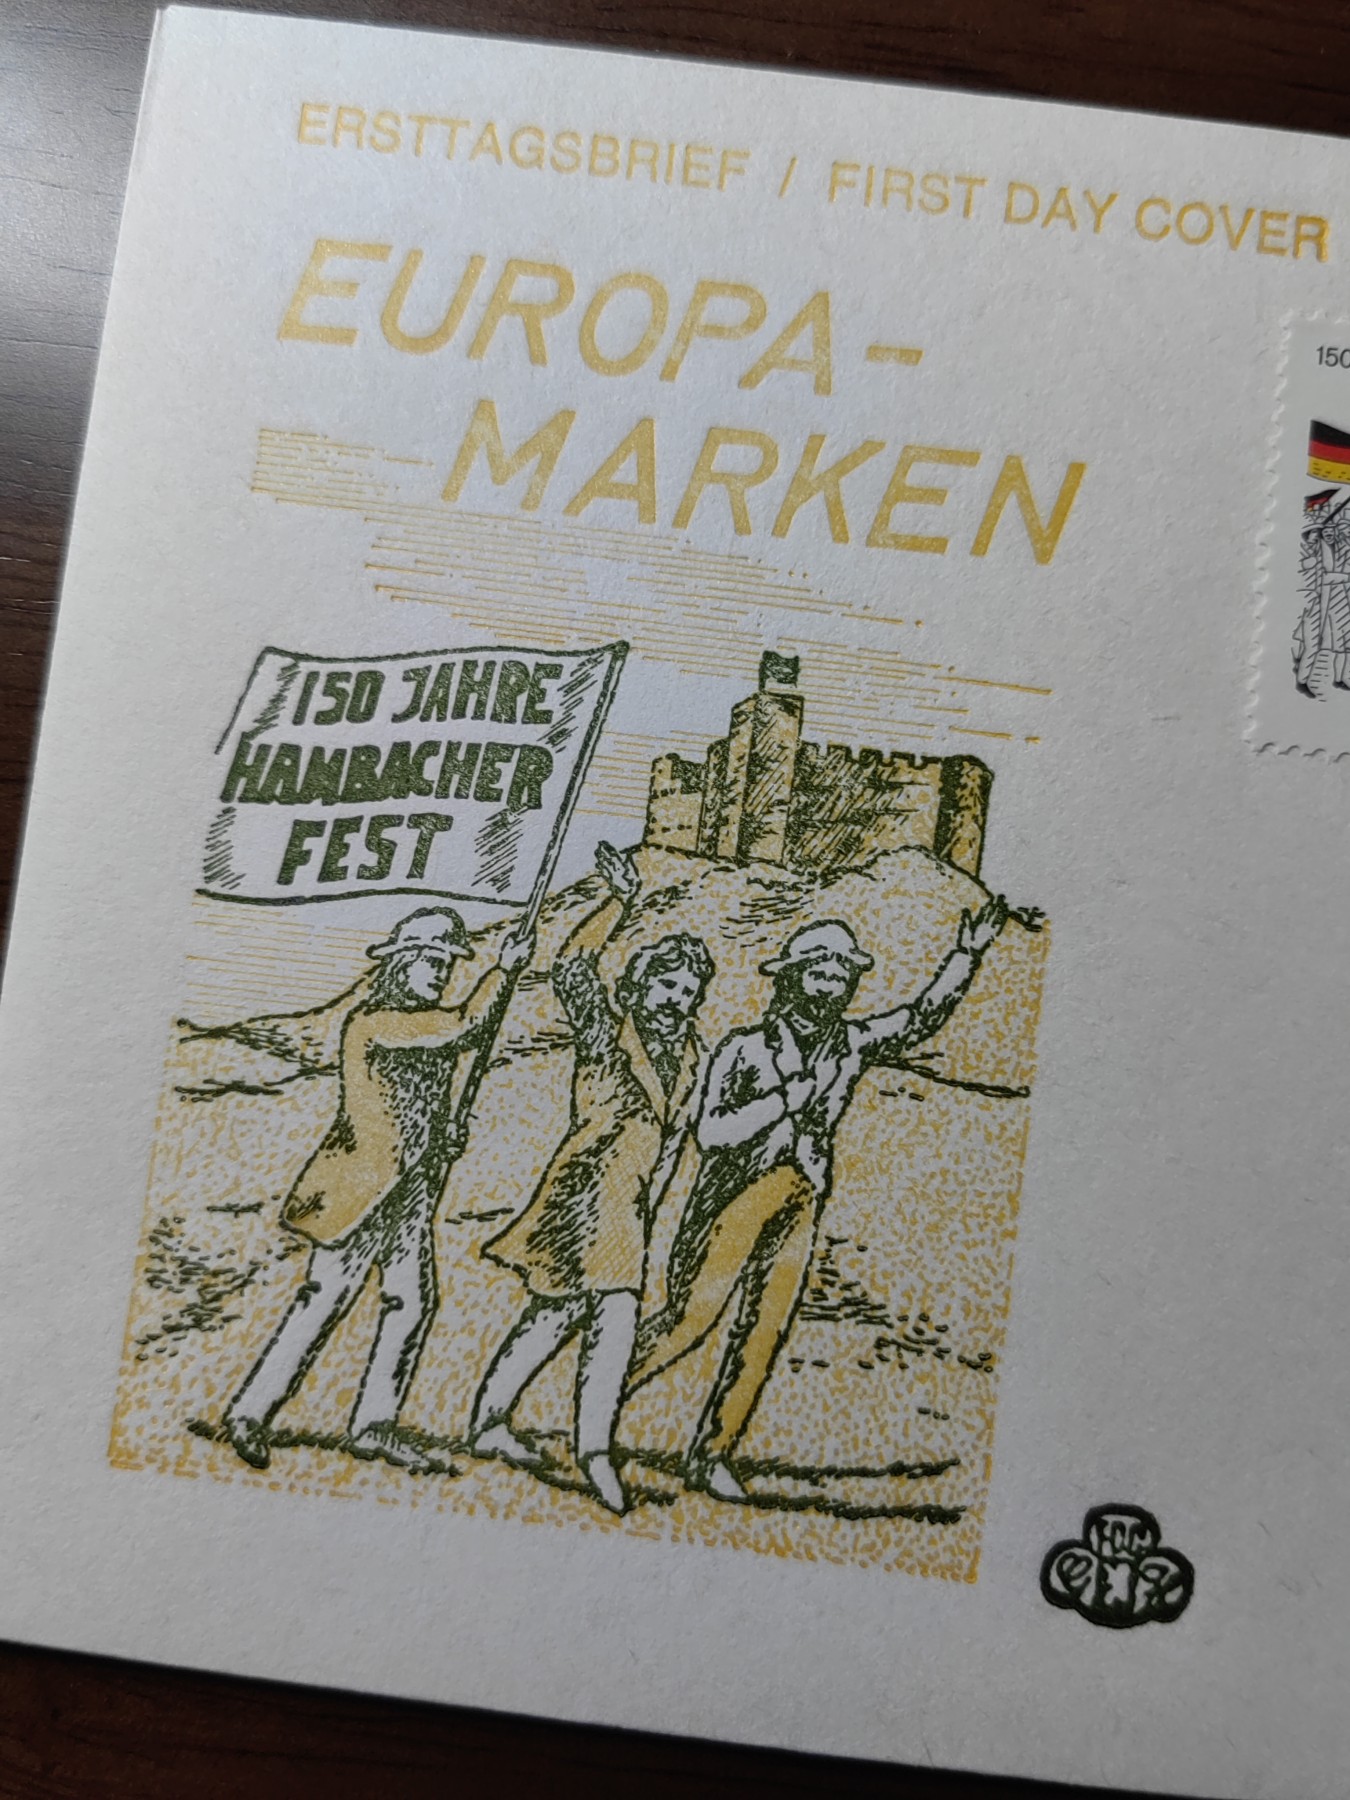 ERSTTAGSBRIEF / FIRST DAY COVER
EUROPA-
MARKEN
150
150 JAHRE
HAMBACHER
FEST